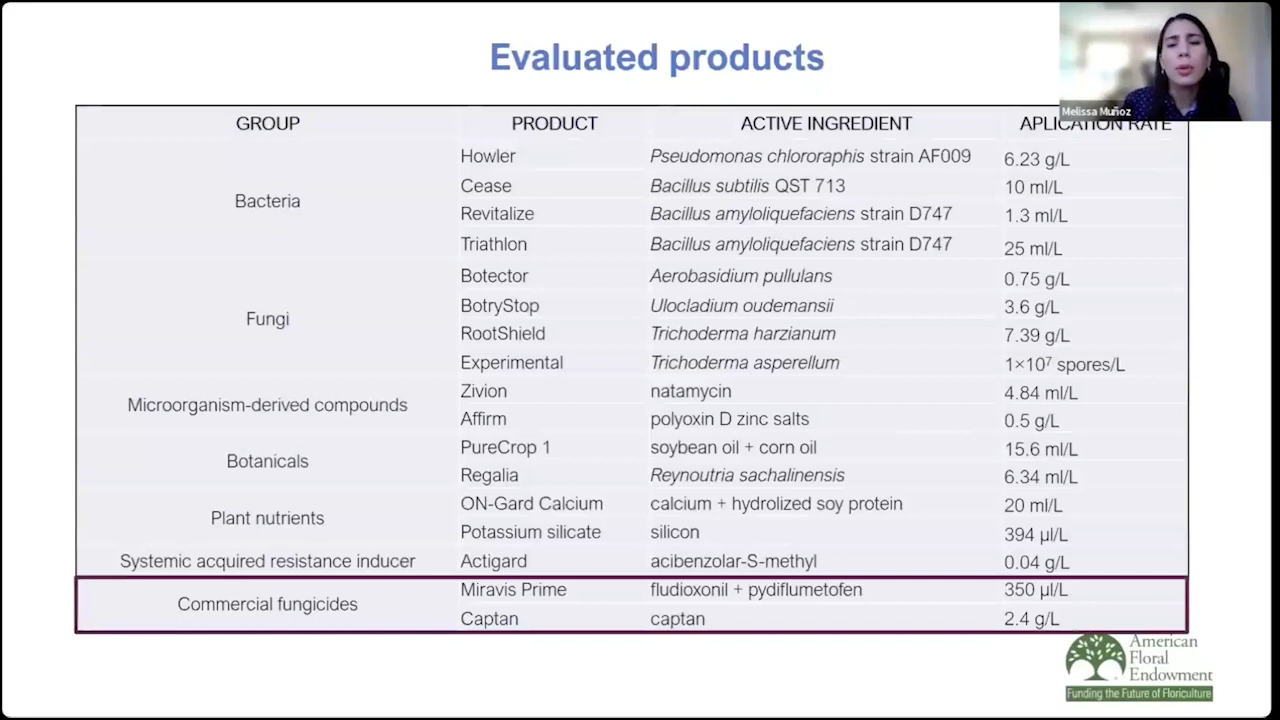 Evaluated products
Melissa Muñoz
GROUP PRODUCT ACTIVE INGREDIENT APLICATION RATE
Bacteria
Howler Pseudomonas chlororaphis strain AF009 6.23 g/L
Cease Bacillus subtilis QST 713 10 ml/L
Revitalize Bacillus amyloliquefaciens strain D747 1.3 ml/L
Triathlon Bacillus amyloliquefaciens strain D747 25 ml/L
Fungi
Botector Aerobasidium pullulans 0.75 g/L
BotryStop Ulocladium oudemansii 3.6 g/L
RootShield Trichoderma harzianum 7.39 g/L
Experimental Trichoderma asperellum 1×10⁷ spores/L
Microorganism-derived compounds
Zivion natamycin 4.84 ml/L
Affirm polyoxin D zinc salts 0.5 g/L
Botanicals
PureCrop 1 soybean oil + corn oil 15.6 ml/L
Regalia Reynoutria sachalinensis 6.34 ml/L
Plant nutrients
ON-Gard Calcium calcium + hydrolized soy protein 20 ml/L
Potassium silicate silicon 394 µl/L
Systemic acquired resistance inducer Actigard acibenzolar-S-methyl 0.04 g/L
Commercial fungicides
Miravis Prime fludioxonil + pydiflumetofen 350 µl/L
Captan captan 2.4 g/L
American
Floral
Endowment
Funding the Future of Floriculture